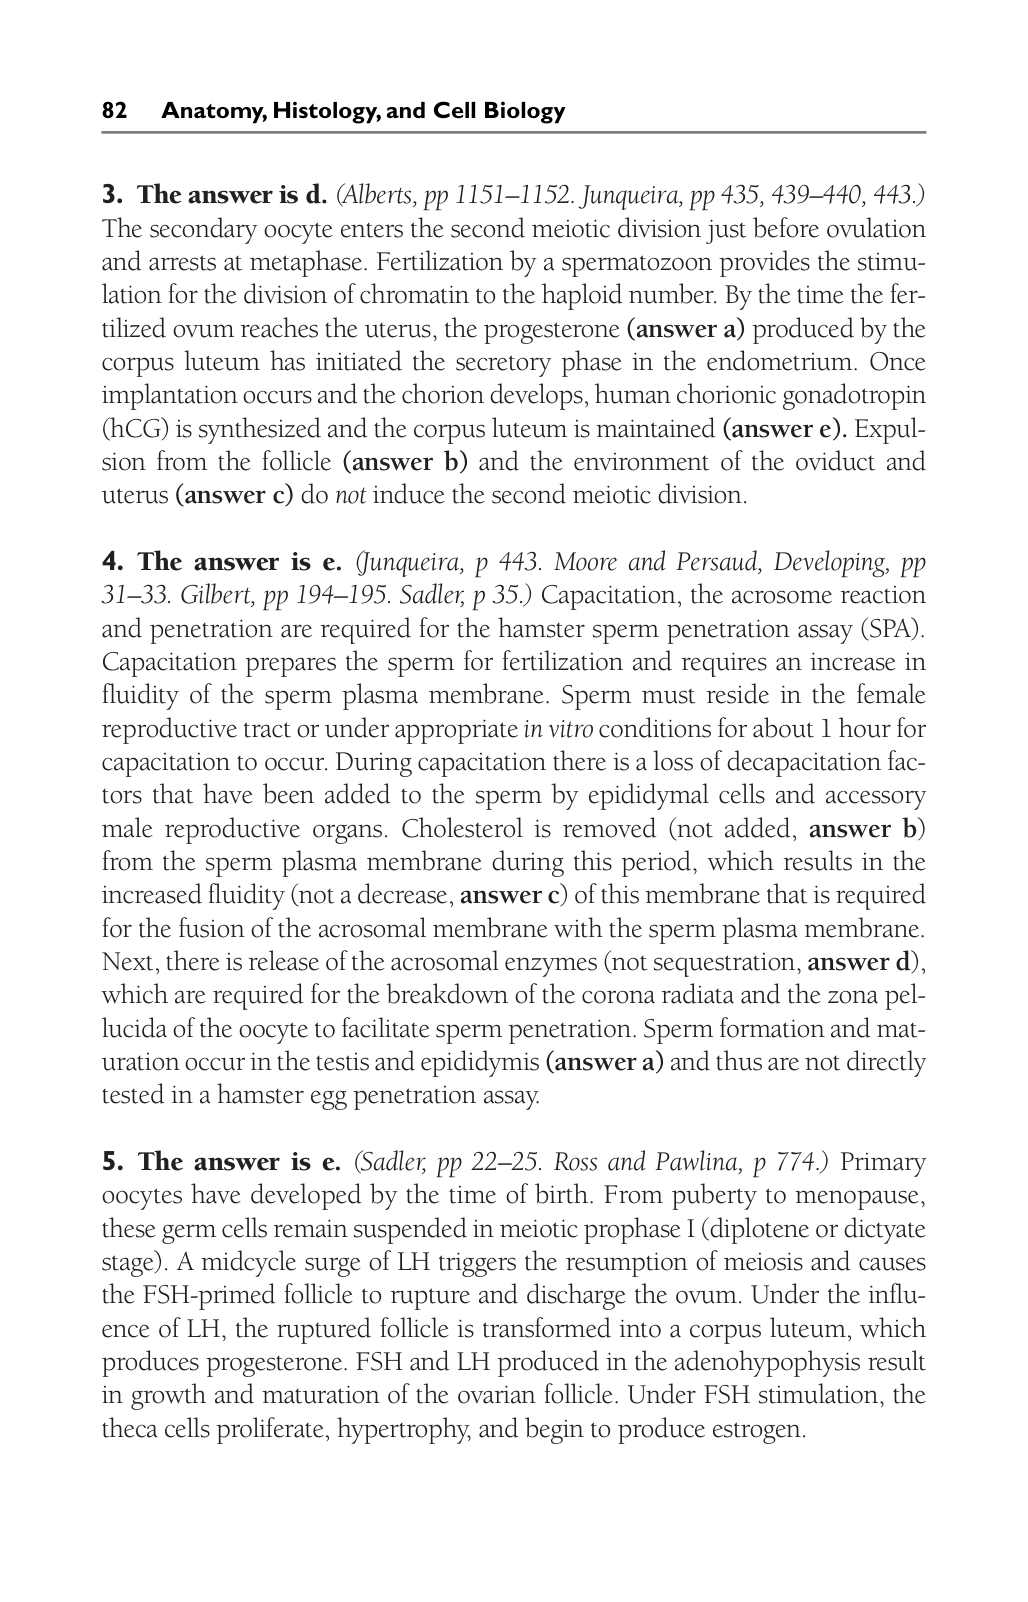 82 Anatomy, Histology, and Cell Biology
3. The answer is d. (Alberts, pp 1151–1152. Junqueira, pp 435, 439–440, 443.)
The secondary oocyte enters the second meiotic division just before ovulation
and arrests at metaphase. Fertilization by a spermatozoon provides the stimu-
lation for the division of chromatin to the haploid number. By the time the fer-
tilized ovum reaches the uterus, the progesterone (answer a) produced by the
corpus luteum has initiated the secretory phase in the endometrium. Once
implantation occurs and the chorion develops, human chorionic gonadotropin
(hCG) is synthesized and the corpus luteum is maintained (answer e). Expul-
sion from the follicle (answer b) and the environment of the oviduct and
uterus (answer c) do not induce the second meiotic division.
4. The answer is e. (Junqueira, p 443. Moore and Persaud, Developing, pp
31–33. Gilbert, pp 194–195. Sadler, p 35.) Capacitation, the acrosome reaction
and penetration are required for the hamster sperm penetration assay (SPA).
Capacitation prepares the sperm for fertilization and requires an increase in
fluidity of the sperm plasma membrane. Sperm must reside in the female
reproductive tract or under appropriate in vitro conditions for about 1 hour for
capacitation to occur. During capacitation there is a loss of decapacitation fac-
tors that have been added to the sperm by epididymal cells and accessory
male reproductive organs. Cholesterol is removed (not added, answer b)
from the sperm plasma membrane during this period, which results in the
increased fluidity (not a decrease, answer c) of this membrane that is required
for the fusion of the acrosomal membrane with the sperm plasma membrane.
Next, there is release of the acrosomal enzymes (not sequestration, answer d),
which are required for the breakdown of the corona radiata and the zona pel-
lucida of the oocyte to facilitate sperm penetration. Sperm formation and mat-
uration occur in the testis and epididymis (answer a) and thus are not directly
tested in a hamster egg penetration assay.
5. The answer is e. (Sadler, pp 22–25. Ross and Pawlina, p 774.) Primary
oocytes have developed by the time of birth. From puberty to menopause,
these germ cells remain suspended in meiotic prophase I (diplotene or dictyate
stage). A midcycle surge of LH triggers the resumption of meiosis and causes
the FSH-primed follicle to rupture and discharge the ovum. Under the influ-
ence of LH, the ruptured follicle is transformed into a corpus luteum, which
produces progesterone. FSH and LH produced in the adenohypophysis result
in growth and maturation of the ovarian follicle. Under FSH stimulation, the
theca cells proliferate, hypertrophy, and begin to produce estrogen.